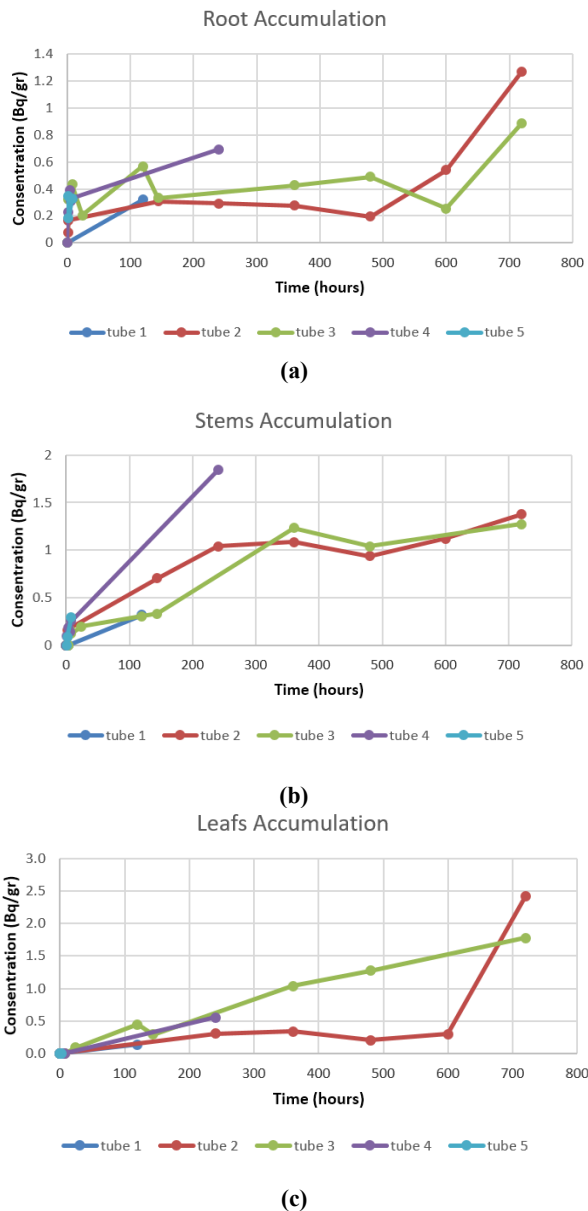 Root Accumulation
Consentration (Bq/gr)
1.4
1.2
1
0.8
0.6
0.4
0.2
0
0 100 200 300 400 500 600 700 800
Time (hours)
tube 1 tube 2 tube 3 tube 4 tube 5
(a)
Stems Accumulation
Consentration (Bq/gr)
2
1.5
1
0.5
0
0 100 200 300 400 500 600 700 800
Time (hours)
tube 1 tube 2 tube 3 tube 4 tube 5
(b)
Leafs Accumulation
Consentration (Bq/gr)
3.0
2.5
2.0
1.5
1.0
0.5
0.0
0 100 200 300 400 500 600 700 800
Time (hours)
tube 1 tube 2 tube 3 tube 4 tube 5
(c)